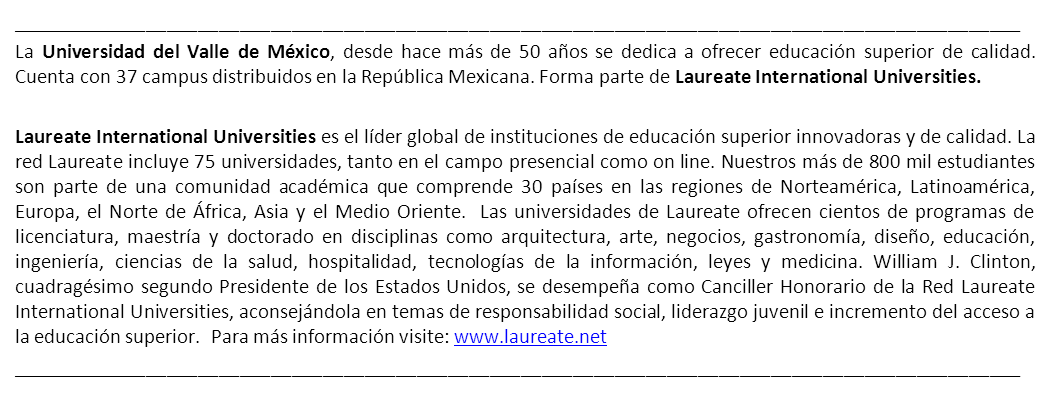 La Universidad del Valle de México, desde hace más de 50 años se dedica a ofrecer educación superior de calidad.
Cuenta con 37 campus distribuidos en la República Mexicana. Forma parte de Laureate International Universities.
Laureate International Universities es el líder global de instituciones de educación superior innovadoras y de calidad. La
red Laureate incluye 75 universidades, tanto en el campo presencial como on line. Nuestros más de 800 mil estudiantes
son parte de una comunidad académica que comprende 30 países en las regiones de Norteamérica, Latinoamérica,
Europa, el Norte de África, Asia y el Medio Oriente. Las universidades de Laureate ofrecen cientos de programas de
licenciatura, maestría y doctorado en disciplinas como arquitectura, arte, negocios, gastronomía, diseño, educación,
ingeniería, ciencias de la salud, hospitalidad, tecnologías de la información, leyes y medicina. William J. Clinton,
cuadragésimo segundo Presidente de los Estados Unidos, se desempeña como Canciller Honorario de la Red Laureate
International Universities, aconsejándola en temas de responsabilidad social, liderazgo juvenil e incremento del acceso a
la educación superior. Para más información visite: www.laureate.net